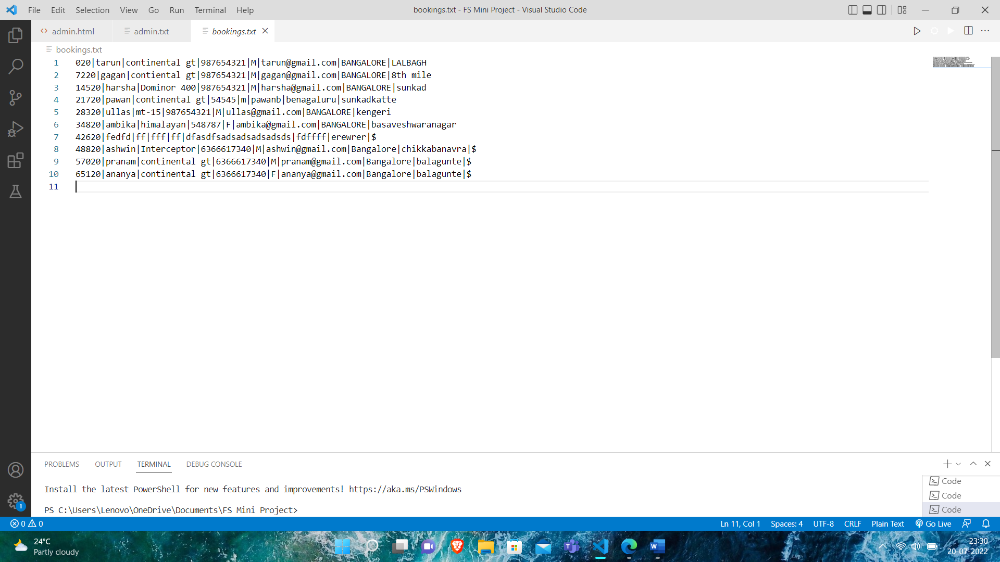 File Edit Selection View Go Run Terminal Help bookings.txt - FS Mini Project - Visual Studio Code
admin.html admin.txt bookings.txt
bookings.txt
1 020|tarun|continental gt|987654321|M|tarun@gmail.com|BANGALORE|LALBAGH
2 7220|gagan|contiental gt|987654321|M|gagan@gmail.com|BANGALORE|8th mile
3 14520|harsha|Dominor 400|987654321|M|harsha@gmail.com|BANGALORE|sunkad
4 21720|pawan|continental gt|54545|m|pawanb|benagaluru|sunkadkatte
5 28320|ullas|mt-15|987654321|M|ullas@gmail.com|BANGALORE|kengeri
6 34820|ambika|himalayan|548787|F|ambika@gmail.com|BANGALORE|basaveshwaranagar
7 42620|fedfd|ff|fff|ff|dfasdfsadsadsadsadsds|fdffff|erewrer|$
8 48820|ashwin|Interceptor|6366617340|M|ashwin@gmail.com|Bangalore|chikkabanavra|$
9 57020|pranam|continental gt|6366617340|M|pranam@gmail.com|Bangalore|balagunte|$
10 65120|ananya|continental gt|6366617340|F|ananya@gmail.com|Bangalore|balagunte|$
11
PROBLEMS OUTPUT TERMINAL DEBUG CONSOLE
Install the latest PowerShell for new features and improvements! https://aka.ms/PSWindows
PS C:\Users\Lenovo\OneDrive\Documents\FS Mini Project>
Code
Code
Code
1
0 0 Ln 11, Col 1 Spaces: 4 UTF-8 CRLF Plain Text Go Live
24°C
Partly cloudy
23:30
20-07-2022